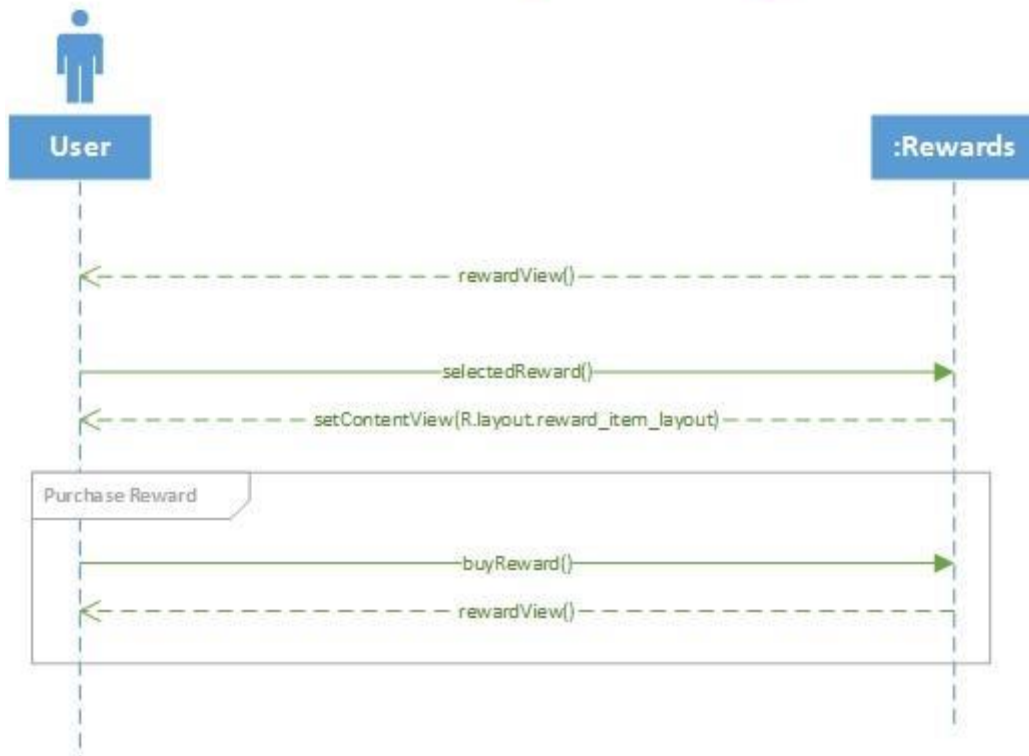 User
:Rewards
rewardView()
selectedReward()
setContentView(R.layout.reward_item_layout)
Purchase Reward
buyReward()
rewardView()